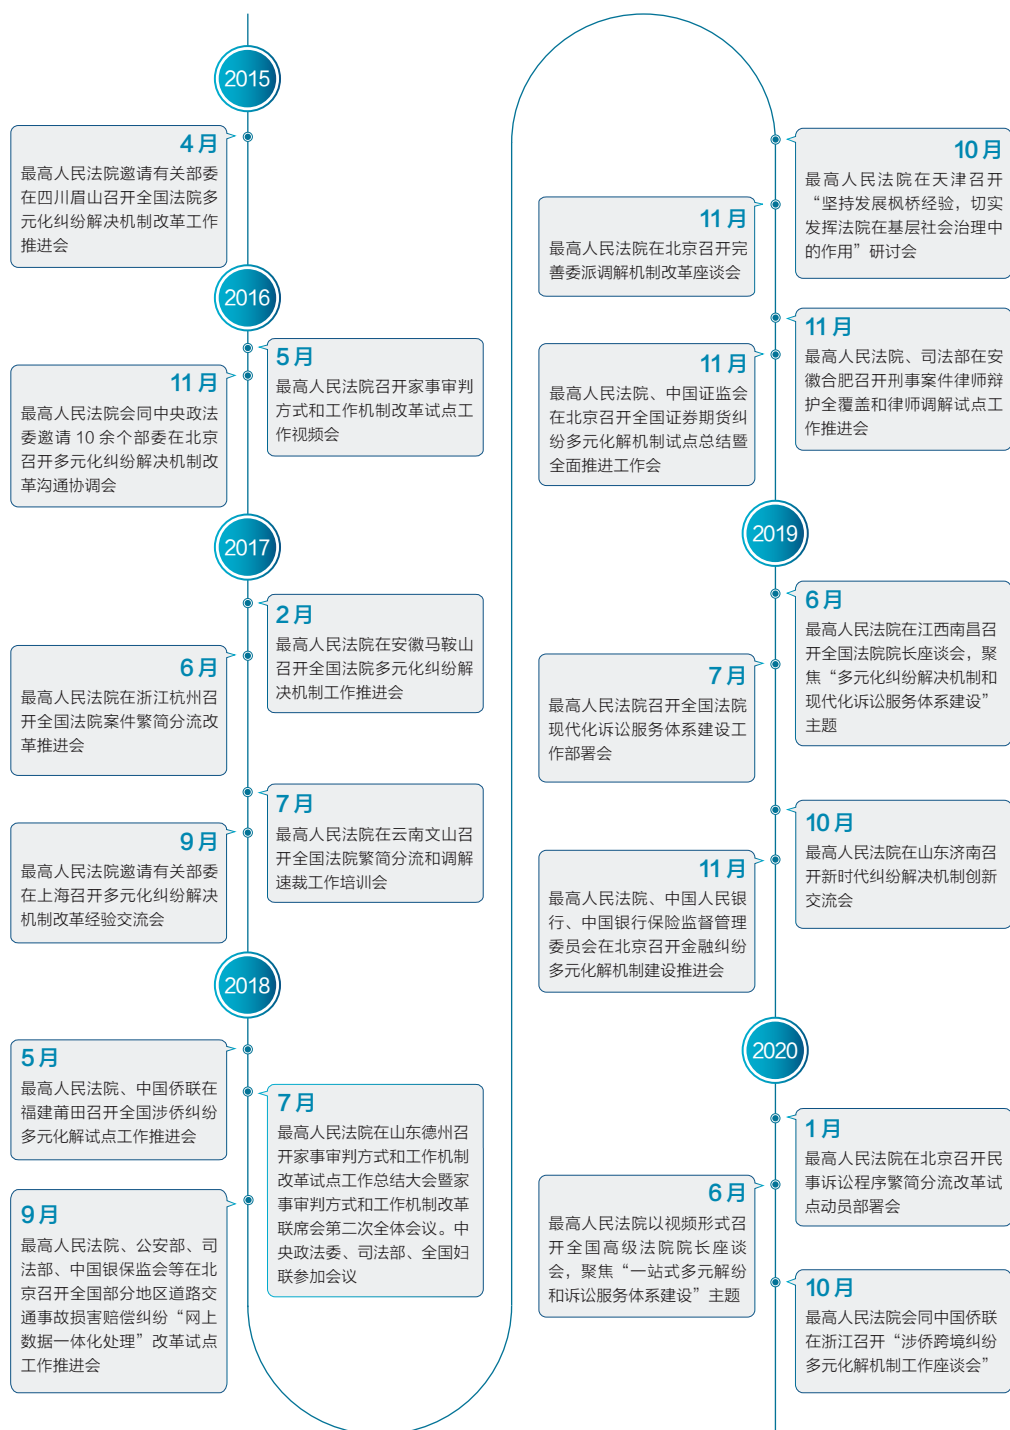 2015
4月
最高人民法院邀请有关部委
在四川眉山召开全国法院多
元化纠纷解决机制改革工作
推进会
2016
5月
最高人民法院召开家事审判
方式和工作机制改革试点工
作视频会
11月
最高人民法院会同中央政法
委邀请 10 余个部委在北京
召开多元化纠纷解决机制改
革沟通协调会
2017
2月
最高人民法院在安徽马鞍山
召开全国法院多元化纠纷解
决机制工作推进会
6月
最高人民法院在浙江杭州召
开全国法院案件繁简分流改
革推进会
7月
最高人民法院在云南文山召
开全国法院繁简分流和调解
速裁工作培训会
9月
最高人民法院邀请有关部委
在上海召开多元化纠纷解决
机制改革经验交流会
2018
5月
最高人民法院、中国侨联在
福建莆田召开全国涉侨纠纷
多元化解试点工作推进会
7月
最高人民法院在山东德州召
开家事审判方式和工作机制
改革试点工作总结大会暨家
事审判方式和工作机制改革
联席会第二次全体会议。中
央政法委、司法部、全国妇
联参加会议
9月
最高人民法院、公安部、司
法部、中国银保监会等在北
京召开全国部分地区道路交
通事故损害赔偿纠纷“网上
数据一体化处理”改革试点
工作推进会
10月
最高人民法院在天津召开
“坚持发展枫桥经验，切实
发挥法院在基层社会治理中
的作用”研讨会
11月
最高人民法院在北京召开完
善委派调解机制改革座谈会
11月
最高人民法院、司法部在安
徽合肥召开刑事案件律师辩
护全覆盖和律师调解试点工
作推进会
11月
最高人民法院、中国证监会
在北京召开全国证券期货纠
纷多元化解机制试点总结暨
全面推进工作会
2019
6月
最高人民法院在江西南昌召
开全国法院院长座谈会，聚
焦“多元化纠纷解决机制和
现代化诉讼服务体系建设”
主题
7月
最高人民法院召开全国法院
现代化诉讼服务体系建设工
作部署会
10月
最高人民法院在山东济南召
开新时代纠纷解决机制创新
交流会
11月
最高人民法院、中国人民银
行、中国银行保险监督管理
委员会在北京召开金融纠纷
多元化解机制建设推进会
2020
1月
最高人民法院在北京召开民
事诉讼程序繁简分流改革试
点动员部署会
6月
最高人民法院以视频形式召
开全国高级法院院长座谈
会，聚焦“一站式多元解纷
和诉讼服务体系建设”主题
10月
最高人民法院会同中国侨联
在浙江召开“涉侨跨境纠纷
多元化解机制工作座谈会”